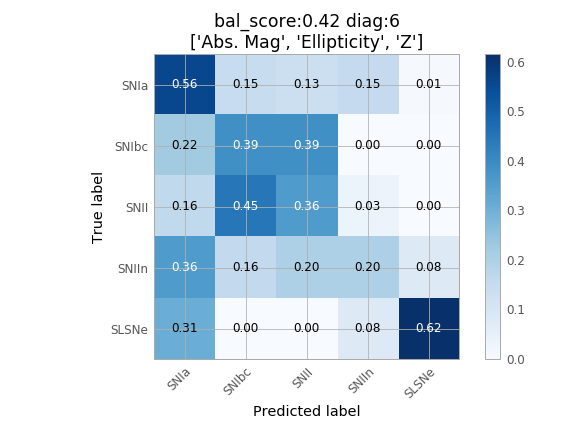 bal_score:0.42 diag:6
['Abs. Mag', 'Ellipticity', 'Z']
True label
SNIa 0.56 0.15 0.13 0.15 0.01
SNIbc 0.22 0.39 0.39 0.00 0.00
SNII 0.16 0.45 0.36 0.03 0.00
SNIIn 0.36 0.16 0.20 0.20 0.08
SLSNe 0.31 0.00 0.00 0.08 0.62
SNIa SNIbc SNII SNIIn SLSNe
Predicted label
0.6
0.5
0.4
0.3
0.2
0.1
0.0